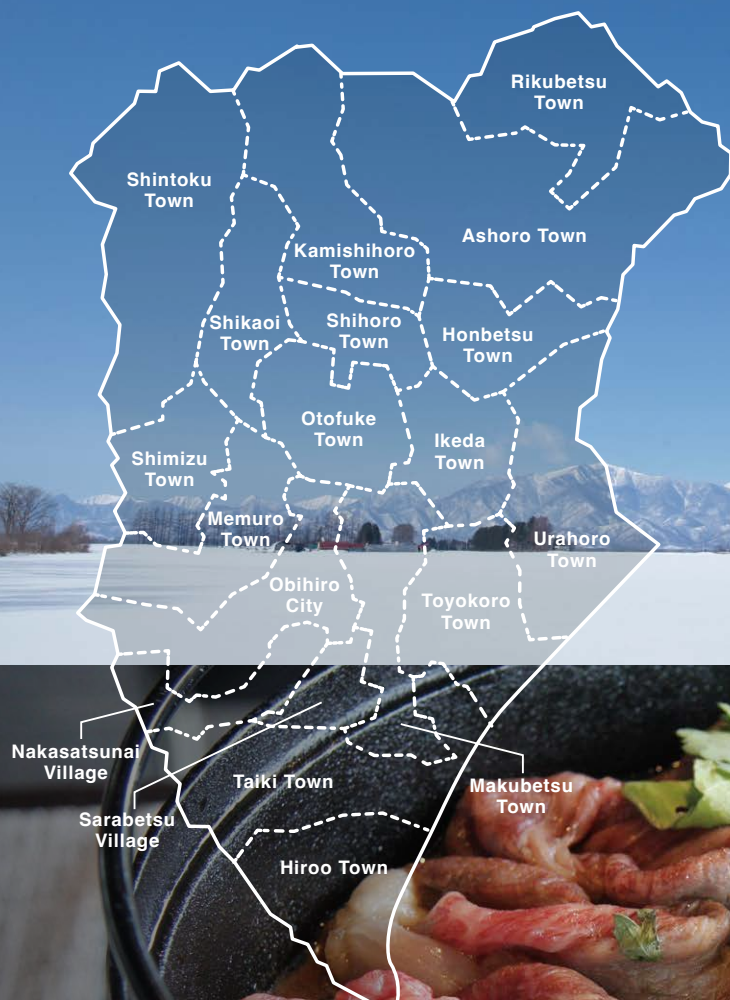 Rikubetsu
Town
Shintoku
Town
Ashoro Town
Kamishihoro
Town
Shikaoi
Town
Shihoro
Town
Honbetsu
Town
Otofuke
Town
Ikeda
Town
Shimizu
Town
Memuro
Town
Urahoro
Town
Obihiro
City
Toyokoro
Town
Nakasatsunai
Village
Taiki Town
Makubetsu
Town
Sarabetsu
Village
Hiroo Town